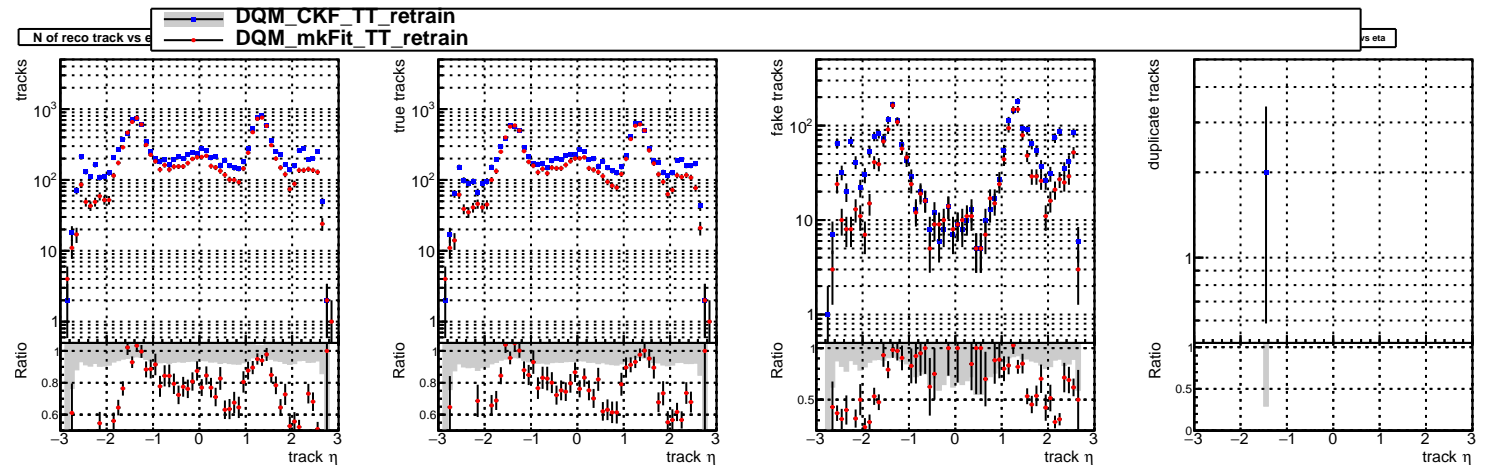 DQM_CKF_TT_retrain
DQM_mkFit_TT_retrain
N of reco track vs e
vs eta
tracks
10³
10²
10
1
Ratio
1
0.8
0.6
−3 −2 −1 0 1 2 3
track η
true tracks
10³
10²
10
1
Ratio
1
0.8
0.6
−3 −2 −1 0 1 2 3
track η
fake tracks
10²
10
1
Ratio
1
0.5
−3 −2 −1 0 1 2 3
track η
duplicate tracks
1
Ratio
1
0.5
0
−3 −2 −1 0 1 2 3
track η